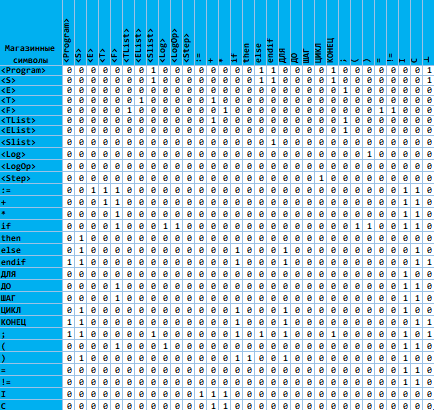 Магазинные символы <Program> <S> <E> <T> <F> <TList> <EList> <Slist> <Log> <LogOp> <Step> := + * if then else endif ДЛЯ ДО ШАГ ЦИКЛ КОНЕЦ ; ( ) = != I C ⊥
<Program> 0 0 0 0 0 0 0 1 0 0 0 0 0 0 0 0 1 1 0 0 0 0 1 0 0 0 0 0 0 0 1
<S> 0 0 0 0 0 0 0 1 0 0 0 0 0 0 0 0 1 1 0 0 0 0 1 0 0 0 0 0 0 0 1
<E> 0 0 0 0 0 0 0 0 0 0 0 0 0 0 0 0 0 0 0 0 0 0 0 1 0 0 0 0 0 0 0
<T> 0 0 0 0 0 0 1 0 0 0 0 0 1 0 0 0 0 0 0 0 0 0 0 0 0 0 0 0 0 0 0
<F> 0 0 0 0 0 1 0 0 0 0 0 0 0 1 0 0 0 0 0 0 0 0 0 0 0 0 1 1 0 0 0
<TList> 0 0 0 0 0 0 0 0 0 0 0 0 1 0 0 0 0 0 0 0 0 0 0 1 0 0 0 0 0 0 0
<EList> 0 0 0 0 0 0 0 0 0 0 0 0 0 0 0 0 0 0 0 0 0 0 0 1 0 0 0 0 0 0 0
<Slist> 0 0 0 0 0 0 0 0 0 0 0 0 0 0 0 0 0 1 0 0 0 0 0 0 0 0 0 0 0 0 0
<Log> 0 0 0 0 0 0 0 0 0 0 0 0 0 0 0 0 0 0 0 0 0 0 0 0 0 1 0 0 0 0 0
<LogOp> 0 0 0 0 0 0 0 0 0 0 0 0 0 0 0 0 0 0 0 0 0 0 0 0 0 0 0 0 0 0 0
<Step> 0 0 0 0 0 0 0 0 0 0 0 0 0 0 0 0 0 0 0 0 0 1 0 0 0 0 0 0 0 0 0
:= 0 0 1 1 1 0 0 0 0 0 0 0 0 0 0 0 0 0 0 0 0 0 0 0 0 0 0 0 1 1 0
+ 0 0 0 1 1 0 0 0 0 0 0 0 0 0 0 0 0 0 0 0 0 0 0 0 0 0 0 0 1 1 0
* 0 0 0 0 1 0 0 0 0 0 0 0 0 0 0 0 0 0 0 0 0 0 0 0 0 0 0 0 1 1 0
if 0 0 0 0 1 0 0 0 1 1 0 0 0 0 0 0 0 0 0 0 0 0 0 0 1 1 0 0 1 1 0
then 0 1 0 0 0 0 0 0 0 0 0 0 0 0 0 0 0 0 0 0 0 0 0 0 0 0 0 0 0 0 0
else 0 1 0 0 0 0 0 0 0 0 0 0 0 0 1 0 0 0 1 0 0 0 0 0 0 0 0 0 1 0 0
endif 1 1 0 0 0 0 0 0 0 0 0 0 0 0 1 0 0 0 1 0 0 0 0 0 0 0 0 0 0 1 1
ДЛЯ 0 0 0 0 0 0 0 0 0 0 0 0 0 0 0 0 0 0 0 0 0 0 0 0 0 0 0 0 1 0 0
ДО 0 0 0 0 1 0 0 0 0 0 0 0 0 0 0 0 0 0 0 0 0 0 0 0 0 0 0 0 1 1 0
ШАГ 0 0 0 0 1 0 0 0 0 0 0 0 0 0 0 0 0 0 0 0 0 0 0 0 0 0 0 0 1 1 0
ЦИКЛ 0 1 0 0 0 0 0 0 0 0 0 0 0 0 1 0 0 0 1 0 0 0 0 0 0 0 0 0 1 0 0
КОНЕЦ 1 1 0 0 0 0 0 0 0 0 0 0 0 0 1 0 0 0 1 0 0 0 0 0 0 0 0 0 0 1 1
; 1 1 0 0 0 0 0 1 0 0 0 0 0 0 1 0 1 0 1 0 0 0 1 0 0 0 0 0 1 0 1
( 0 0 0 0 1 0 0 0 1 0 0 0 0 0 0 0 0 0 0 0 0 0 0 0 0 0 0 0 1 1 0
) 0 1 0 0 0 0 0 0 0 0 0 0 0 0 1 1 0 0 1 0 0 0 0 0 0 0 0 0 1 0 0
= 0 0 0 0 0 0 0 0 0 0 0 0 0 0 0 0 0 0 0 0 0 0 0 0 0 0 0 0 1 1 0
!= 0 0 0 0 0 0 0 0 0 0 0 0 0 0 0 0 0 0 0 0 0 0 0 0 0 0 0 0 1 1 0
I 0 0 0 0 0 0 0 0 0 0 0 1 1 1 0 0 0 0 0 0 0 0 0 0 0 0 0 0 0 0 0
C 0 0 0 0 0 0 0 0 0 0 0 0 1 1 0 0 0 0 0 0 0 0 0 0 0 0 0 0 0 0 0